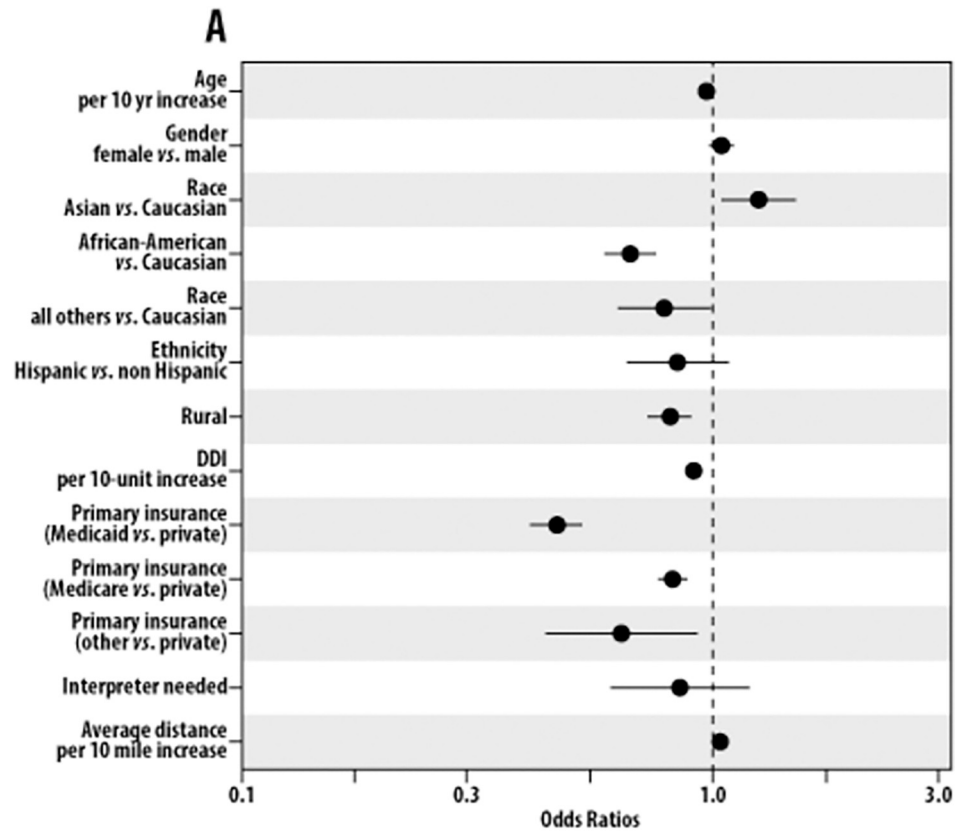 A
Age
per 10 yr increase
Gender
female vs. male
Race
Asian vs. Caucasian
African-American
vs. Caucasian
Race
all others vs. Caucasian
Ethnicity
Hispanic vs. non Hispanic
Rural
DDI
per 10-unit increase
Primary insurance
(Medicaid vs. private)
Primary insurance
(Medicare vs. private)
Primary insurance
(other vs. private)
Interpreter needed
Average distance
per 10 mile increase
0.1 0.3 1.0 3.0
Odds Ratios